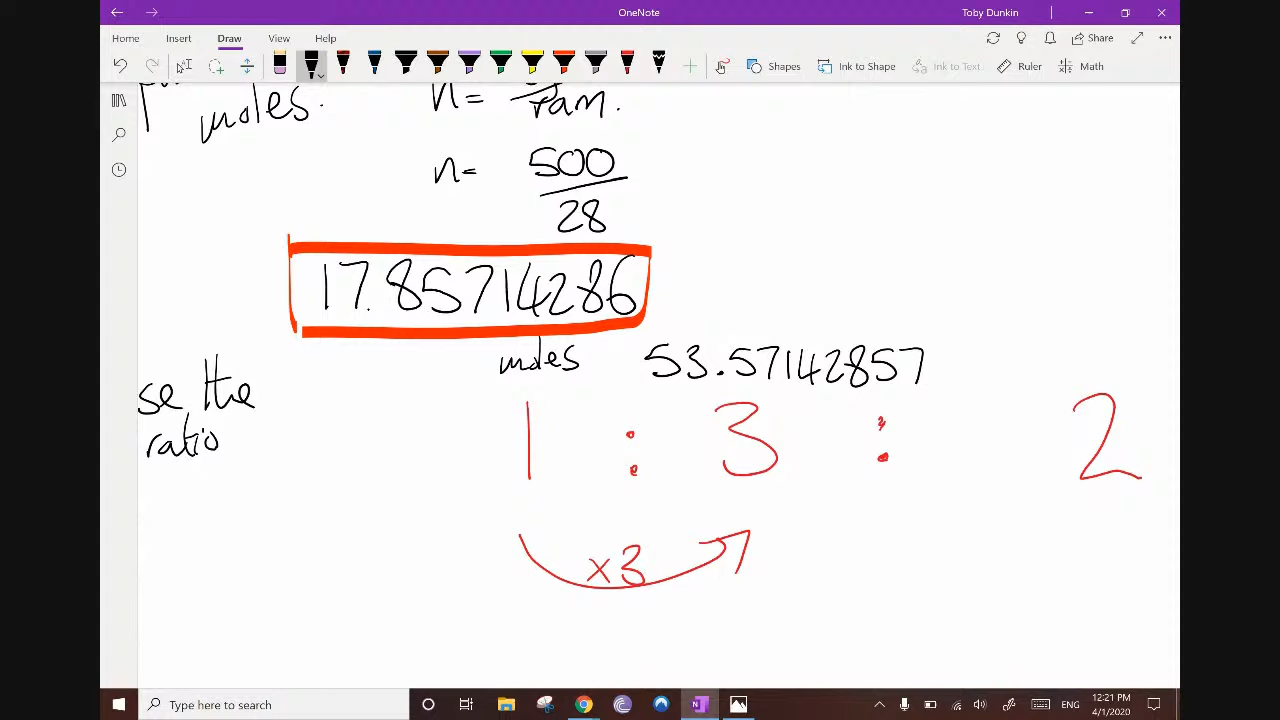 OneNote
Toby Dunkin
Home Insert Draw View Help
Share
Shapes Ink to Shape Ink to Text Ruler Math
moles.
n= ram.
n= 500
28
17.85714286
moles 53.57142857
se the
ratio
1 : 3 : 2
x3
Type here to search
ENG
12:21 PM
4/1/2020